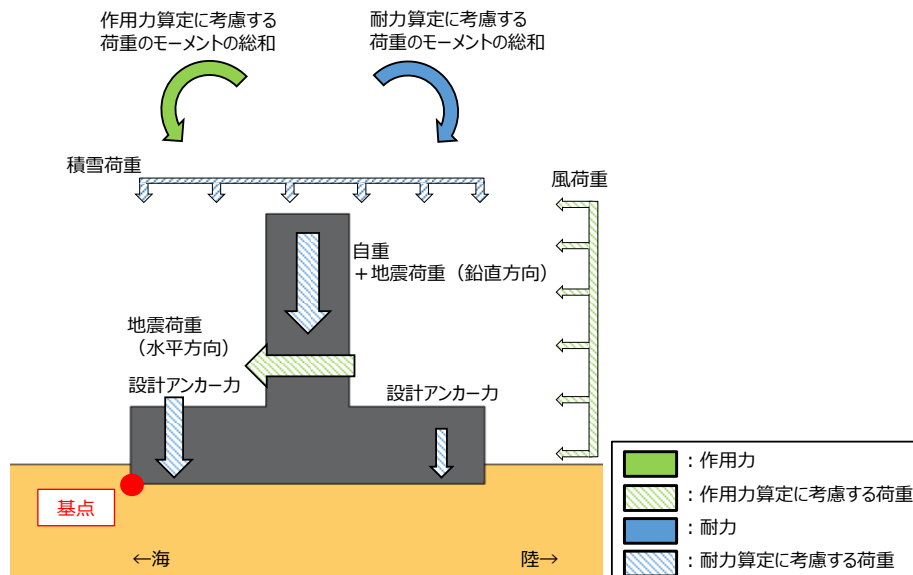 作用力算定に考慮する
荷重のモーメントの総和
耐力算定に考慮する
荷重のモーメントの総和
積雪荷重
風荷重
自重
＋地震荷重（鉛直方向）
地震荷重
（水平方向）
設計アンカー力
設計アンカー力
基点
←海
陸→
：作用力
：作用力算定に考慮する荷重
：耐力
：耐力算定に考慮する荷重